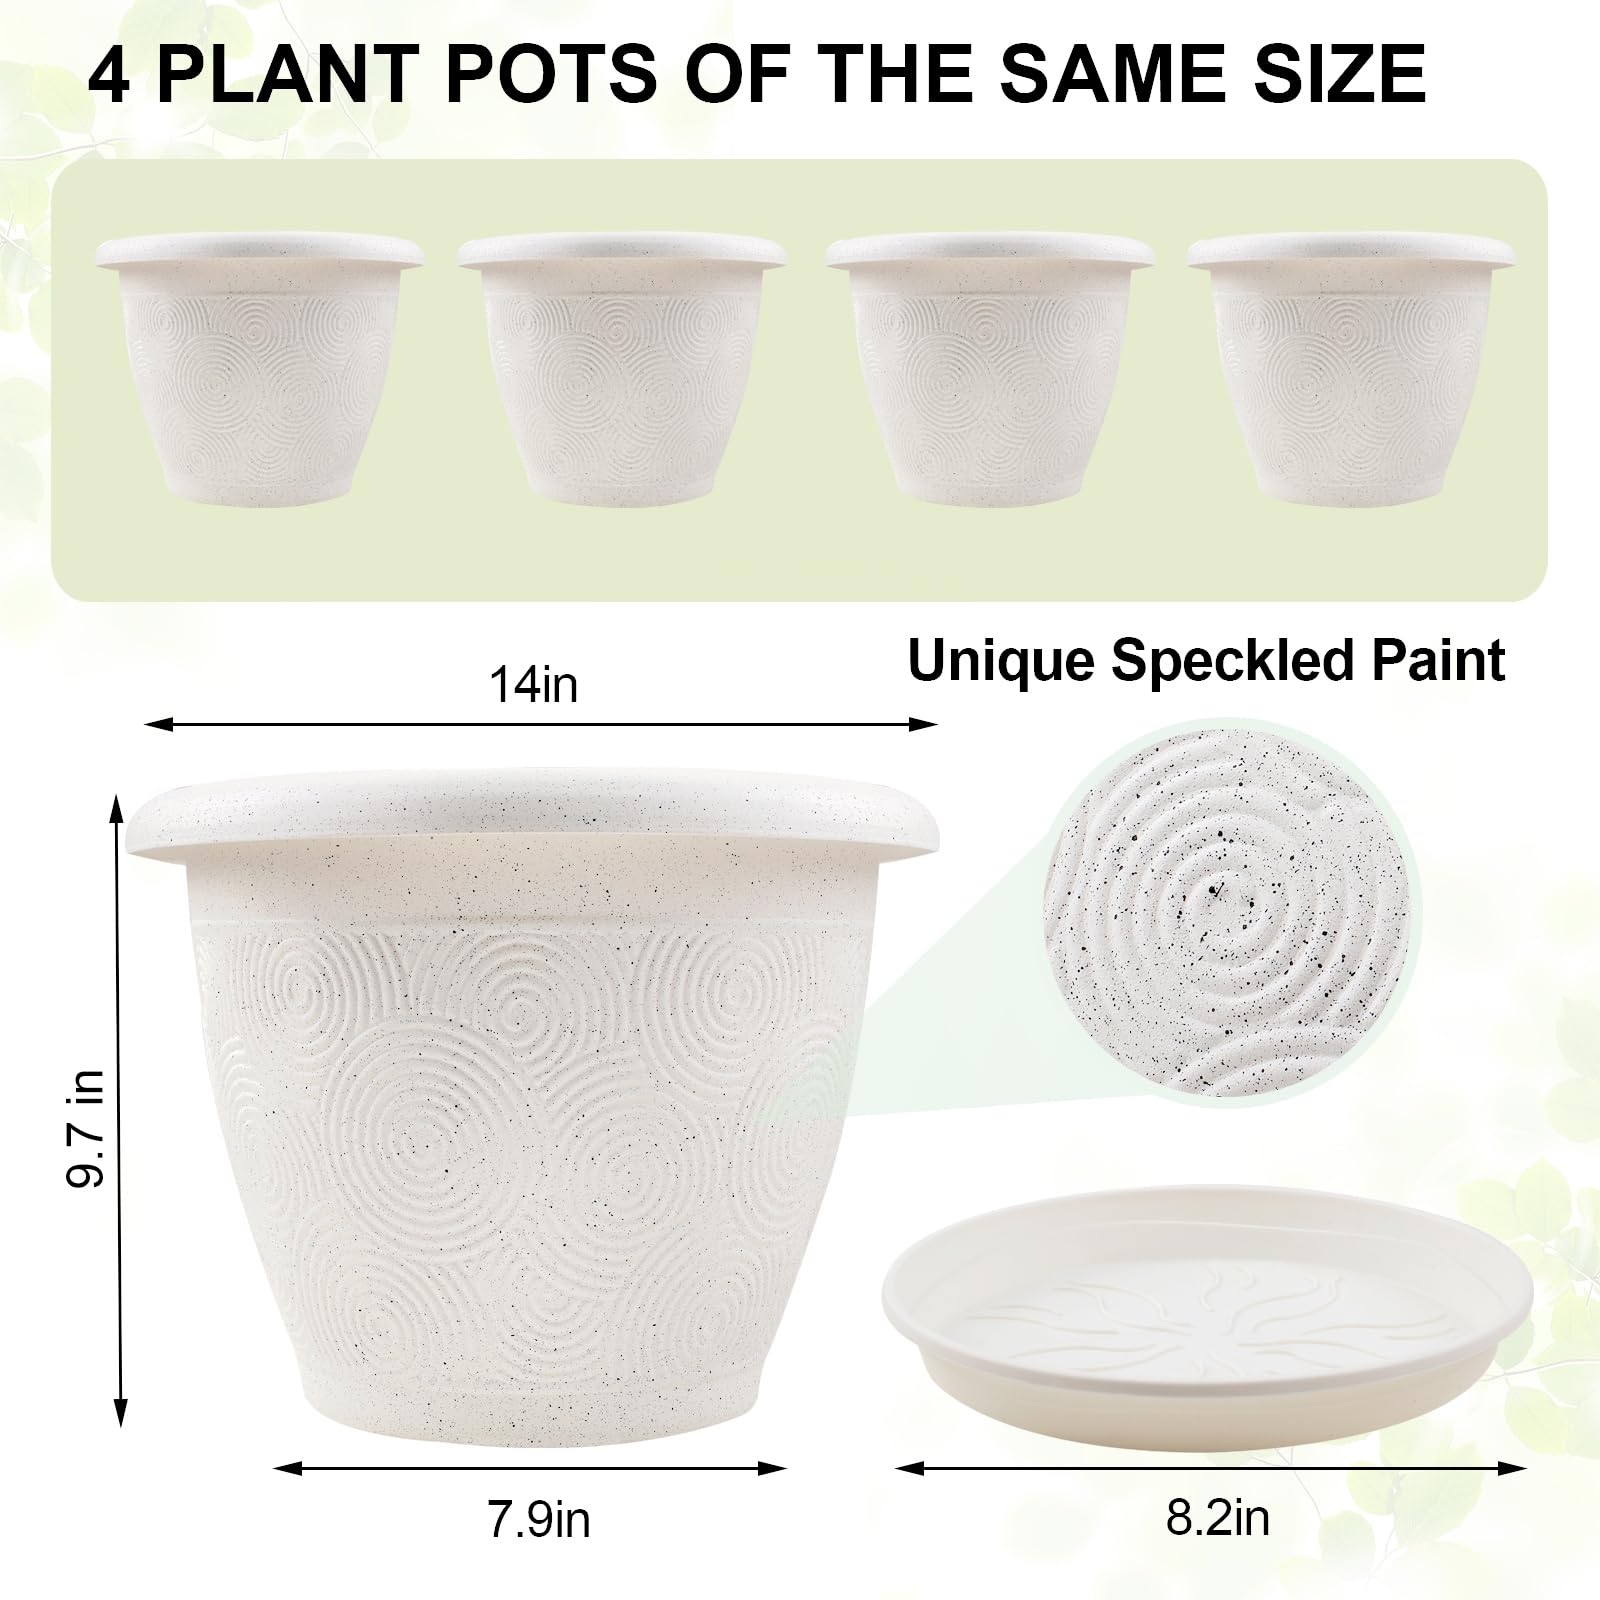 4 PLANT POTS OF THE SAME SIZE
Unique Speckled Paint
14in
9.7 in
7.9in
8.2in